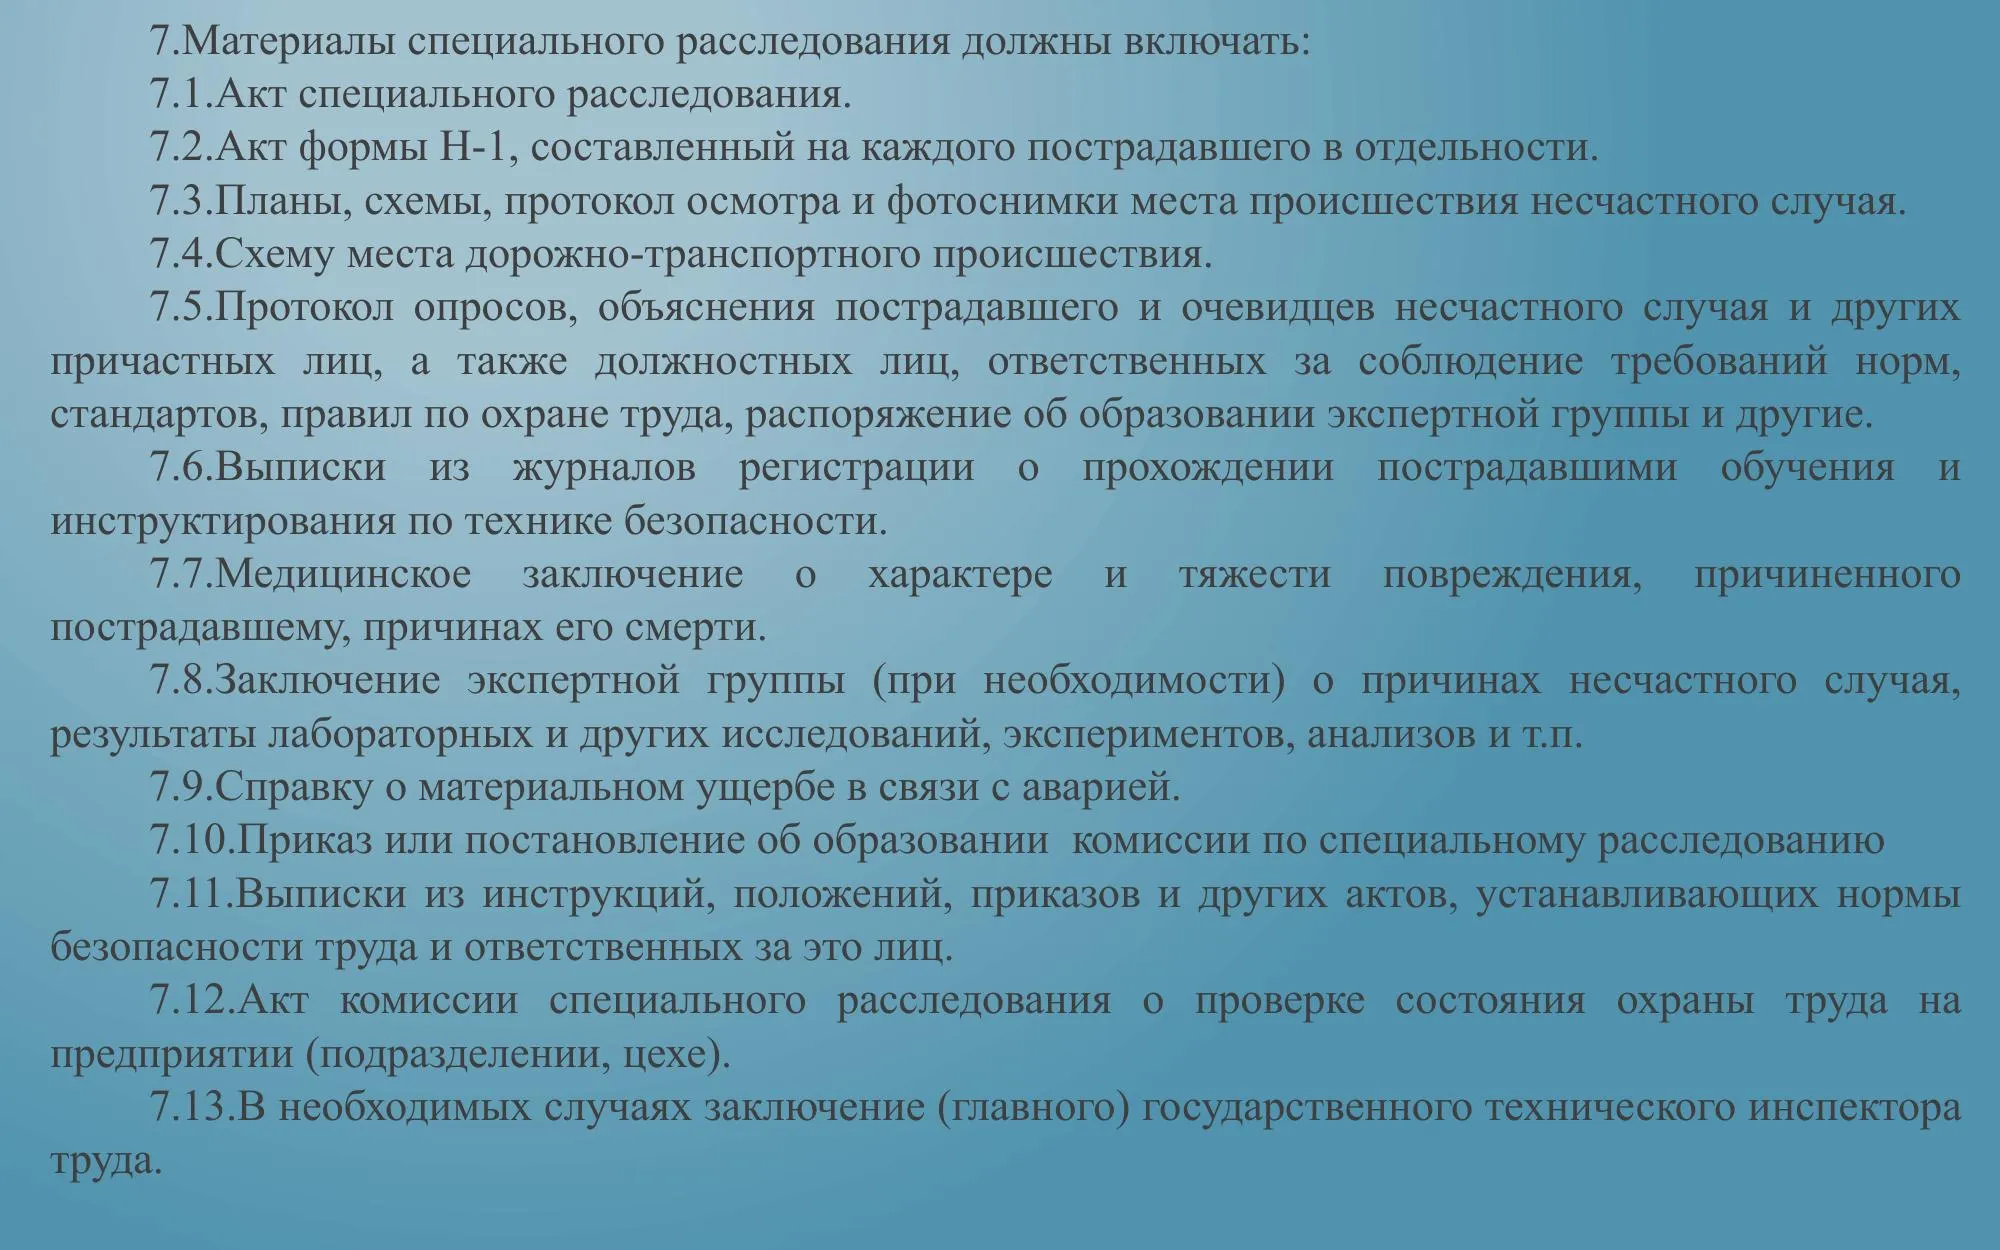 7.Материалы специального расследования должны включать:
7.1.Акт специального расследования.
7.2.Акт формы Н-1, составленный на каждого пострадавшего в отдельности.
7.3.Планы, схемы, протокол осмотра и фотоснимки места происшествия несчастного случая.
7.4.Схему места дорожно-транспортного происшествия.
7.5.Протокол опросов, объяснения пострадавшего и очевидцев несчастного случая и других
причастных лиц, а также должностных лиц, ответственных за соблюдение требований норм,
стандартов, правил по охране труда, распоряжение об образовании экспертной группы и другие.
7.6.Выписки из журналов регистрации о прохождении пострадавшими обучения и
инструктирования по технике безопасности.
7.7.Медицинское заключение о характере и тяжести повреждения, причиненного
пострадавшему, причинах его смерти.
7.8.Заключение экспертной группы (при необходимости) о причинах несчастного случая,
результаты лабораторных и других исследований, экспериментов, анализов и т.п.
7.9.Справку о материальном ущербе в связи с аварией.
7.10.Приказ или постановление об образовании  комиссии по специальному расследованию
7.11.Выписки из инструкций, положений, приказов и других актов, устанавливающих нормы
безопасности труда и ответственных за это лиц.
7.12.Акт комиссии специального расследования о проверке состояния охраны труда на
предприятии (подразделении, цехе).
7.13.В необходимых случаях заключение (главного) государственного технического инспектора
труда.